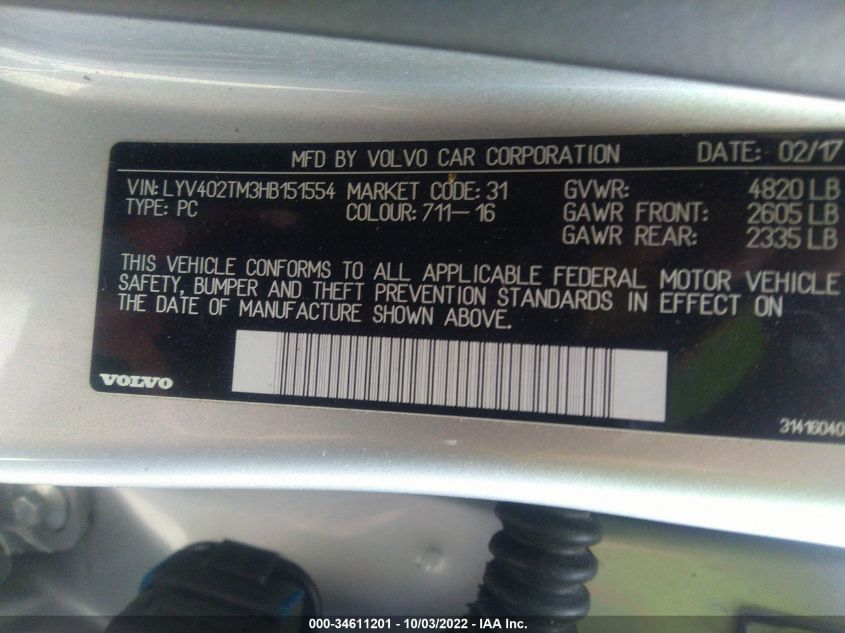 MFD BY VOLVO CAR CORPORATION DATE: 02/17
VIN: LYV402TM3HB151554 MARKET CODE: 31 GVWR: 4820 LB
TYPE: PC COLOUR: 711-16 GAWR FRONT: 2605 LB
GAWR REAR: 2335 LB
THIS VEHICLE CONFORMS TO ALL APPLICABLE FEDERAL MOTOR VEHICLE
SAFETY, BUMPER AND THEFT PREVENTION STANDARDS IN EFFECT ON
THE DATE OF MANUFACTURE SHOWN ABOVE.
VOLVO
31416040
000-34611201 - 10/03/2022 - IAA Inc.